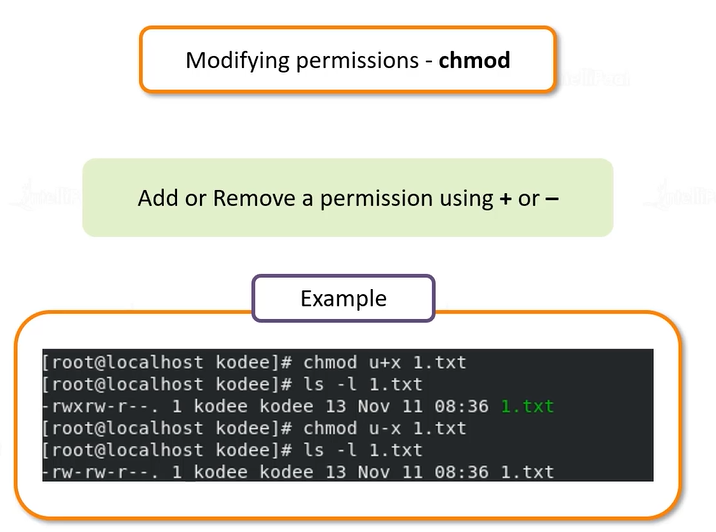 Modifying permissions - chmod
Add or Remove a permission using + or –
Example
[root@localhost kodee]# chmod u+x 1.txt
[root@localhost kodee]# ls -l 1.txt
-rwxrw-r--. 1 kodee kodee 13 Nov 11 08:36 1.txt
[root@localhost kodee]# chmod u-x 1.txt
[root@localhost kodee]# ls -l 1.txt
-rw-rw-r--. 1 kodee kodee 13 Nov 11 08:36 1.txt